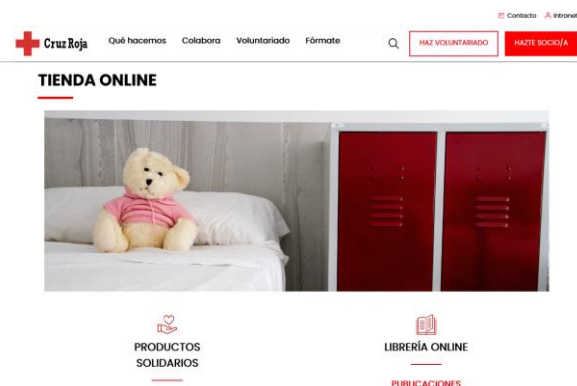 Contacto Intranet
Cruz Roja Qué hacemos Colabora Voluntariado Fórmate HAZ VOLUNTARIADO HAZTE SOCIO/A
TIENDA ONLINE
PRODUCTOS
SOLIDARIOS
LIBRERÍA ONLINE
PUBLICACIONES